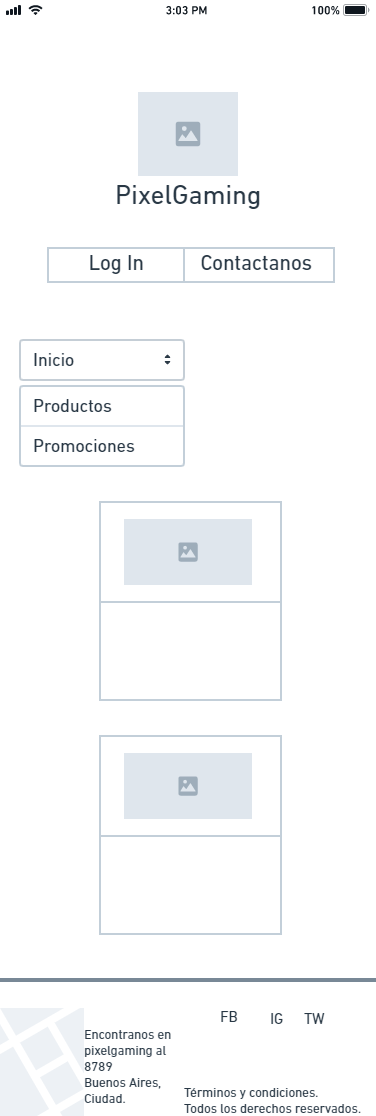 3:03 PM
100%
PixelGaming
Log In
Contactanos
Inicio
Productos
Promociones
FB
IG
TW
Encontranos en
pixelgaming al
8789
Buenos Aires,
Ciudad.
Términos y condiciones.
Todos los derechos reservados.